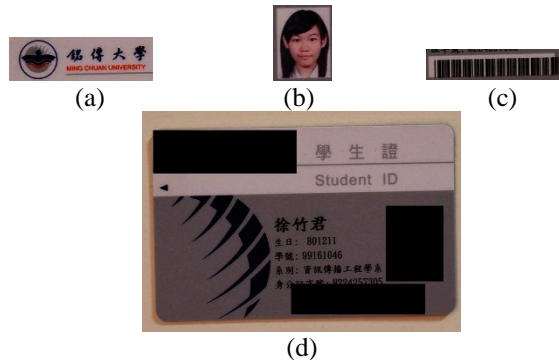 銘傳大學
MING CHUAN UNIVERSITY
(a) (b) (c)
學生證
Student ID
徐竹君
生日: 801211
學號: 99161046
系別: 資訊傳播工程學系
(d)